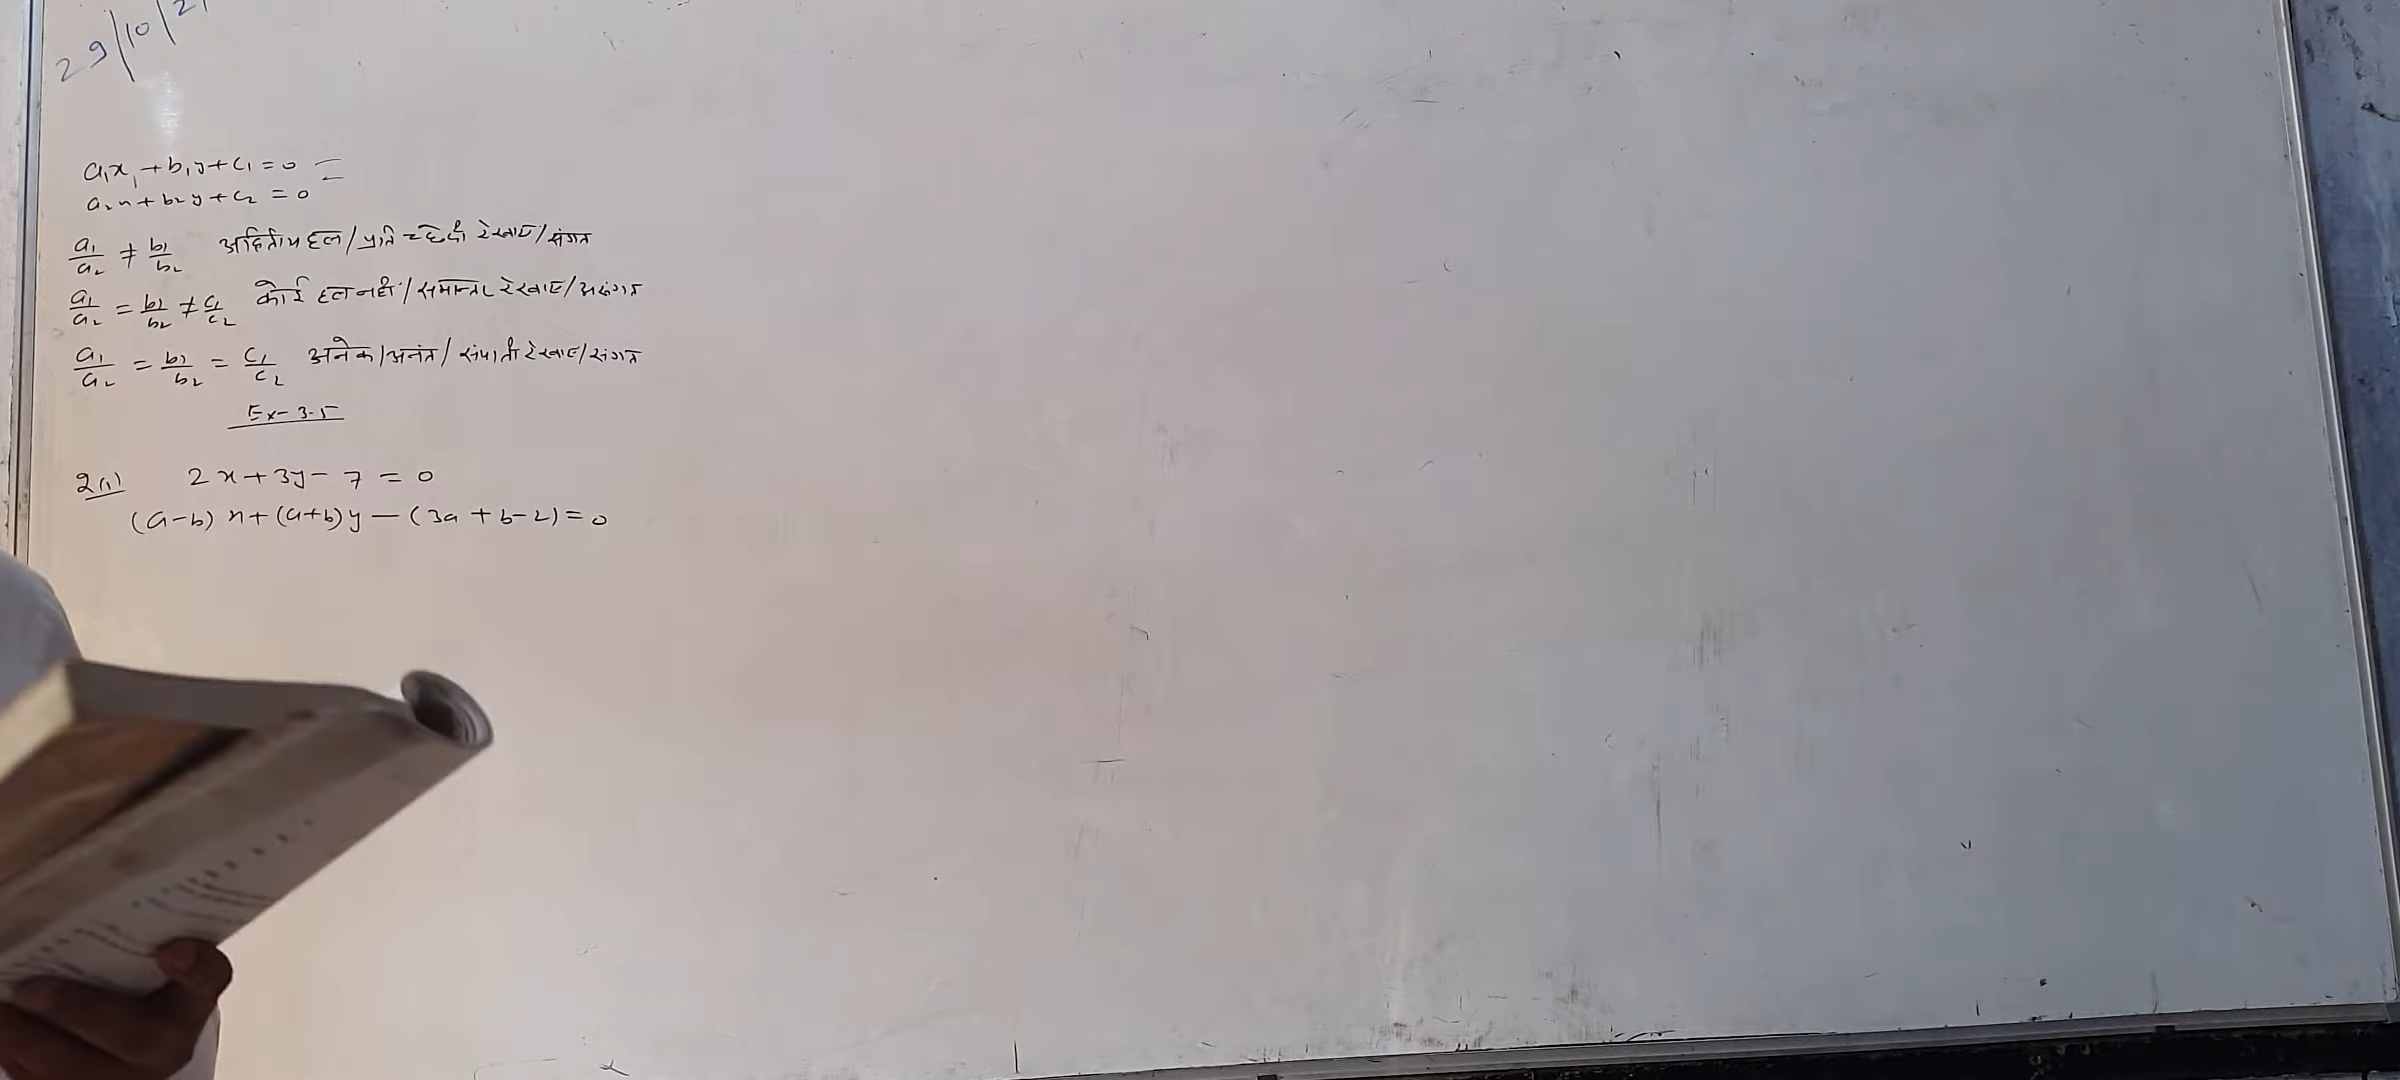 29/10/21
a₁x₁+b₁y+c₁=0
a₂x+b₂y+c₂=0
a₁/a₂ ≠ b₁/b₂ अद्वितीय हल/प्रतिच्छेदी रेखाएं/संगत
a₁/a₂ = b₁/b₂ ≠ c₁/c₂ कोई हल नहीं/समान्तर रेखाएं/असंगत
a₁/a₂ = b₁/b₂ = c₁/c₂ अनेक/अनंत/संपाती रेखाएं/संगत
Ex-3.5
2(i) 2x+3y-7=0
(a-b)x+(a+b)y-(3a+b-2)=0